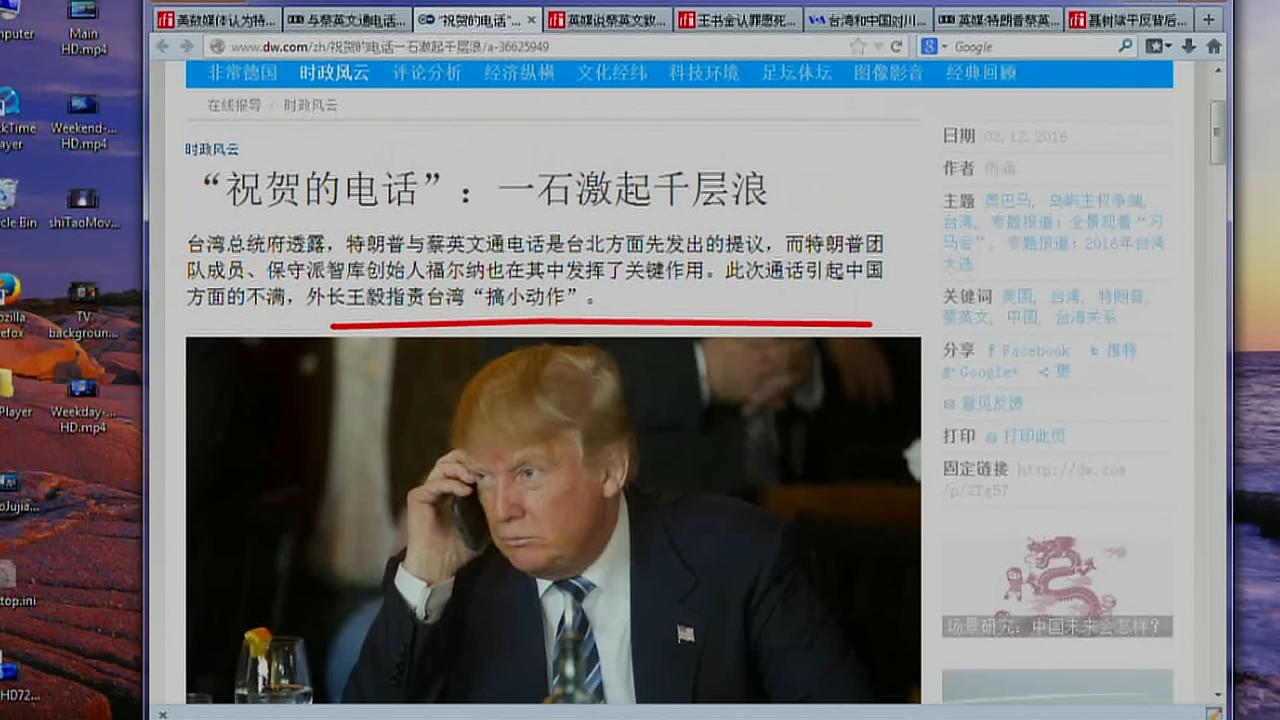 美数媒体认为特...
与蔡英文通电话...
"祝贺的电话"...
英媒说蔡英文致...
王书金认罪愿死...
台湾和中国对川...
英媒:特朗普蔡英...
聂树斌平反背后...
www.dw.com/zh/祝贺的电话一石激起千层浪/a-36625949
Google
非常德国 时政风云 评论分析 经济纵横 文化经纬 科技环境 足坛体坛 图像影音 经典回顾
在线报导 / 时政风云
时政风云
“祝贺的电话”：一石激起千层浪
台湾总统府透露，特朗普与蔡英文通电话是台北方面先发出的提议，而特朗普团
队成员、保守派智库创始人福尔纳也在其中发挥了关键作用。此次通话引起中国
方面的不满，外长王毅指责台湾“搞小动作”。
日期 02.12.2016
作者 雨涵
主题 奥巴马, 岛屿主权争端,
台湾, 专题报道：全景观看“习
马会”, 专题报道：2016年台湾
大选
关键词 美国, 台湾, 特朗普,
蔡英文, 中国, 台海关系
分享 f Facebook 推特
g+ Google+ 更
意见反馈
打印 打印此页
固定链接 http://dw.com
/p/2Tg57
场景研究：中国未来会怎样？
mputer
Main
HD.mp4
ckTime
ayer
Weekend-...
HD.mp4
cle Bin
shiTaoMov...
ozilla
refox
TV
backgroun...
Player
Weekday-...
HD.mp4
oJujia...
top.ini
HD72...